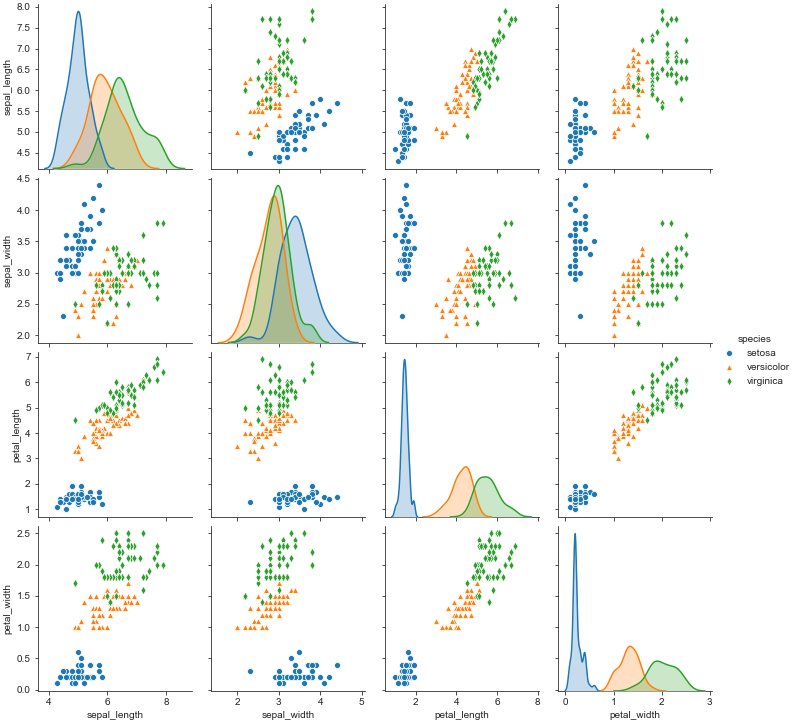 8.0
7.5
7.0
6.5
6.0
5.5
5.0
4.5
sepal_length
4.5
4.0
3.5
3.0
2.5
2.0
sepal_width
species
setosa
versicolor
virginica
7
6
5
4
3
2
1
petal_length
2.5
2.0
1.5
1.0
0.5
0.0
petal_width
4 6 8
2 3 4 5
2 4 6 8
0 1 2 3
sepal_length sepal_width petal_length petal_width